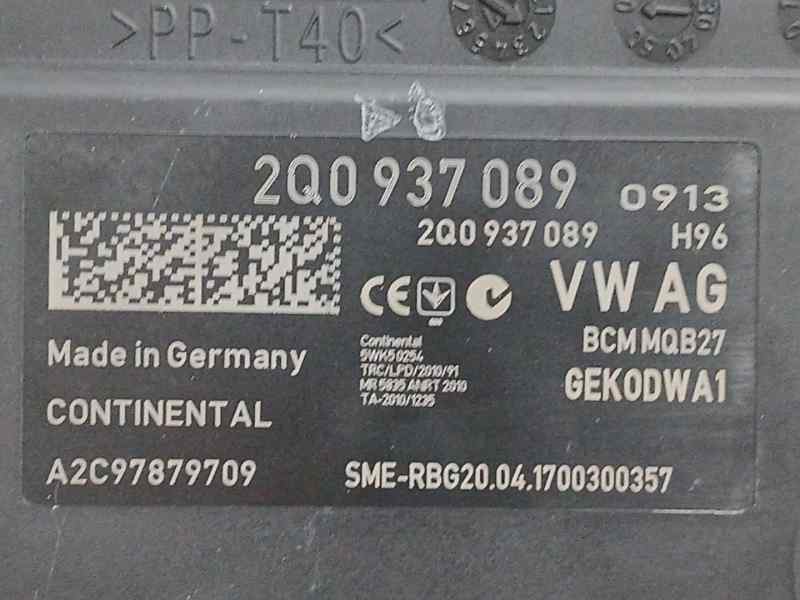 >PP-T40<
2Q0 937 089 0913
2Q0 937 089 H96
CE
VW AG
BCM MQB27
GEK0DWA1
Made in Germany
CONTINENTAL
A2C97879709
Continental
5WK50254
TRC/LPD/2010/91
MR 5835 ANRT 2010
TA-2010/1235
SME-RBG20.04.1700300357